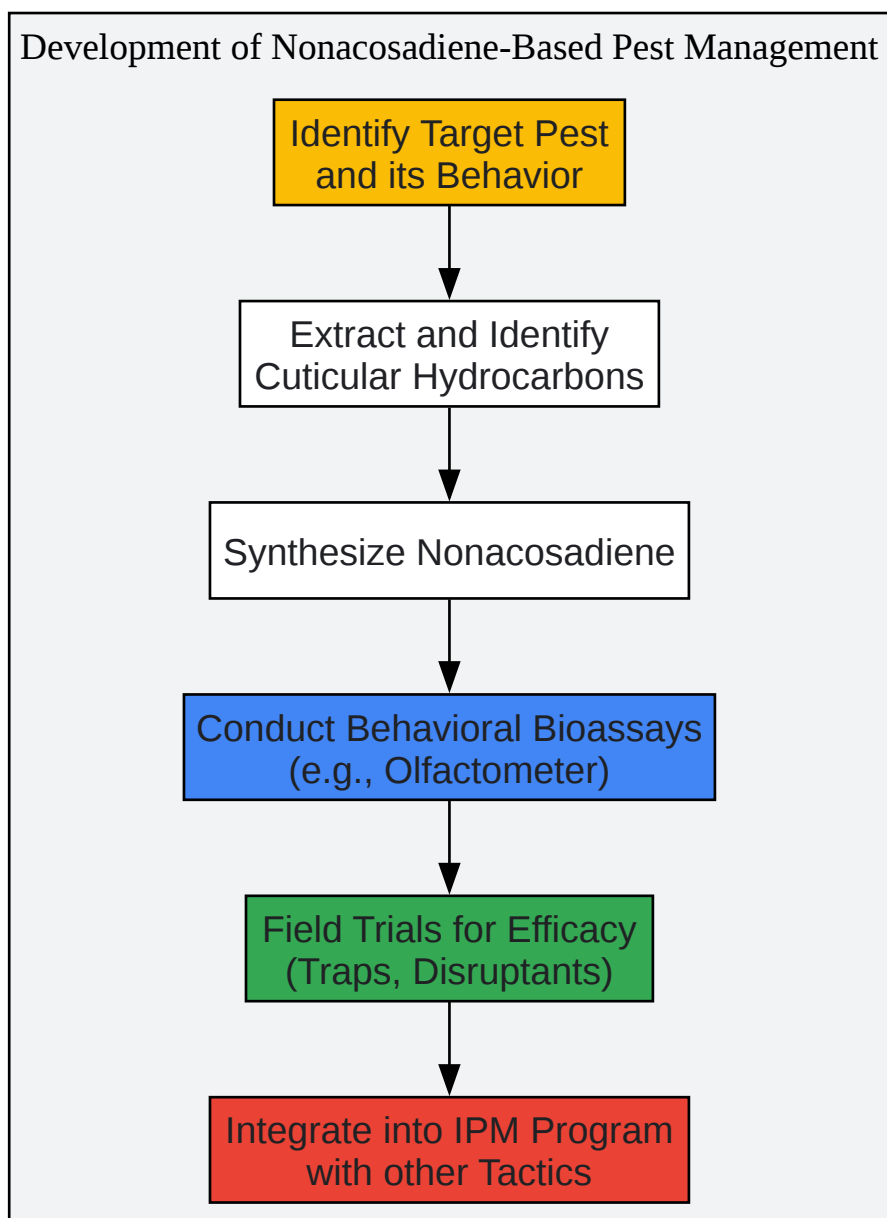 Development of Nonacosadiene-Based Pest Management
Identify Target Pest
and its Behavior
Extract and Identify
Cuticular Hydrocarbons
Synthesize Nonacosadiene
Conduct Behavioral Bioassays
(e.g., Olfactometer)
Field Trials for Efficacy
(Traps, Disruptants)
Integrate into IPM Program
with other Tactics